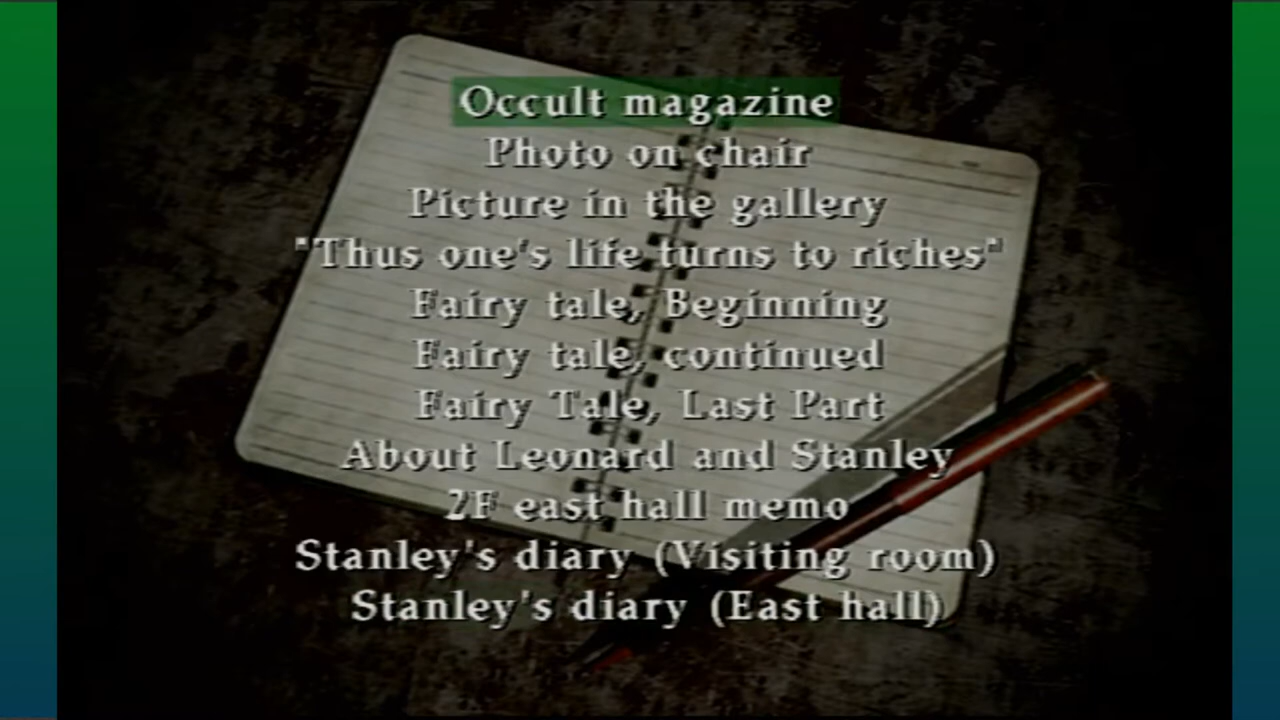 Occult magazine
Photo on chair
Picture in the gallery
"Thus one's life turns to riches"
Fairy tale, Beginning
Fairy tale, continued
Fairy Tale, Last Part
About Leonard and Stanley
2F east hall memo
Stanley's diary (Visiting room)
Stanley's diary (East hall)